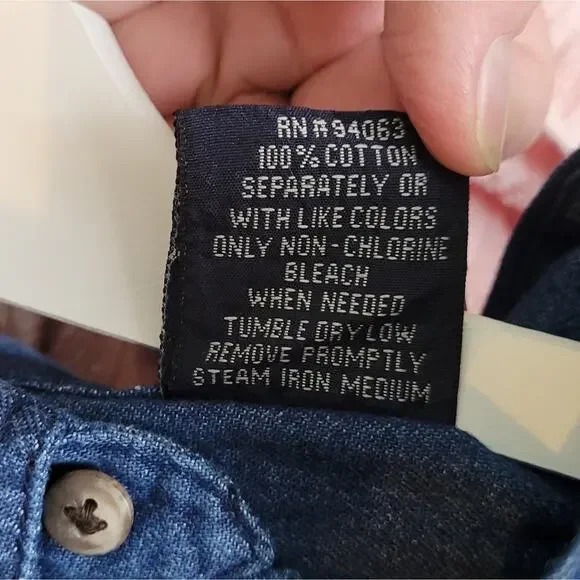 RN#94063
100% COTTON
SEPARATELY OR
WITH LIKE COLORS
ONLY NON-CHLORINE
BLEACH
WHEN NEEDED
TUMBLE DRY LOW
REMOVE PROMPTLY
STEAM IRON MEDIUM